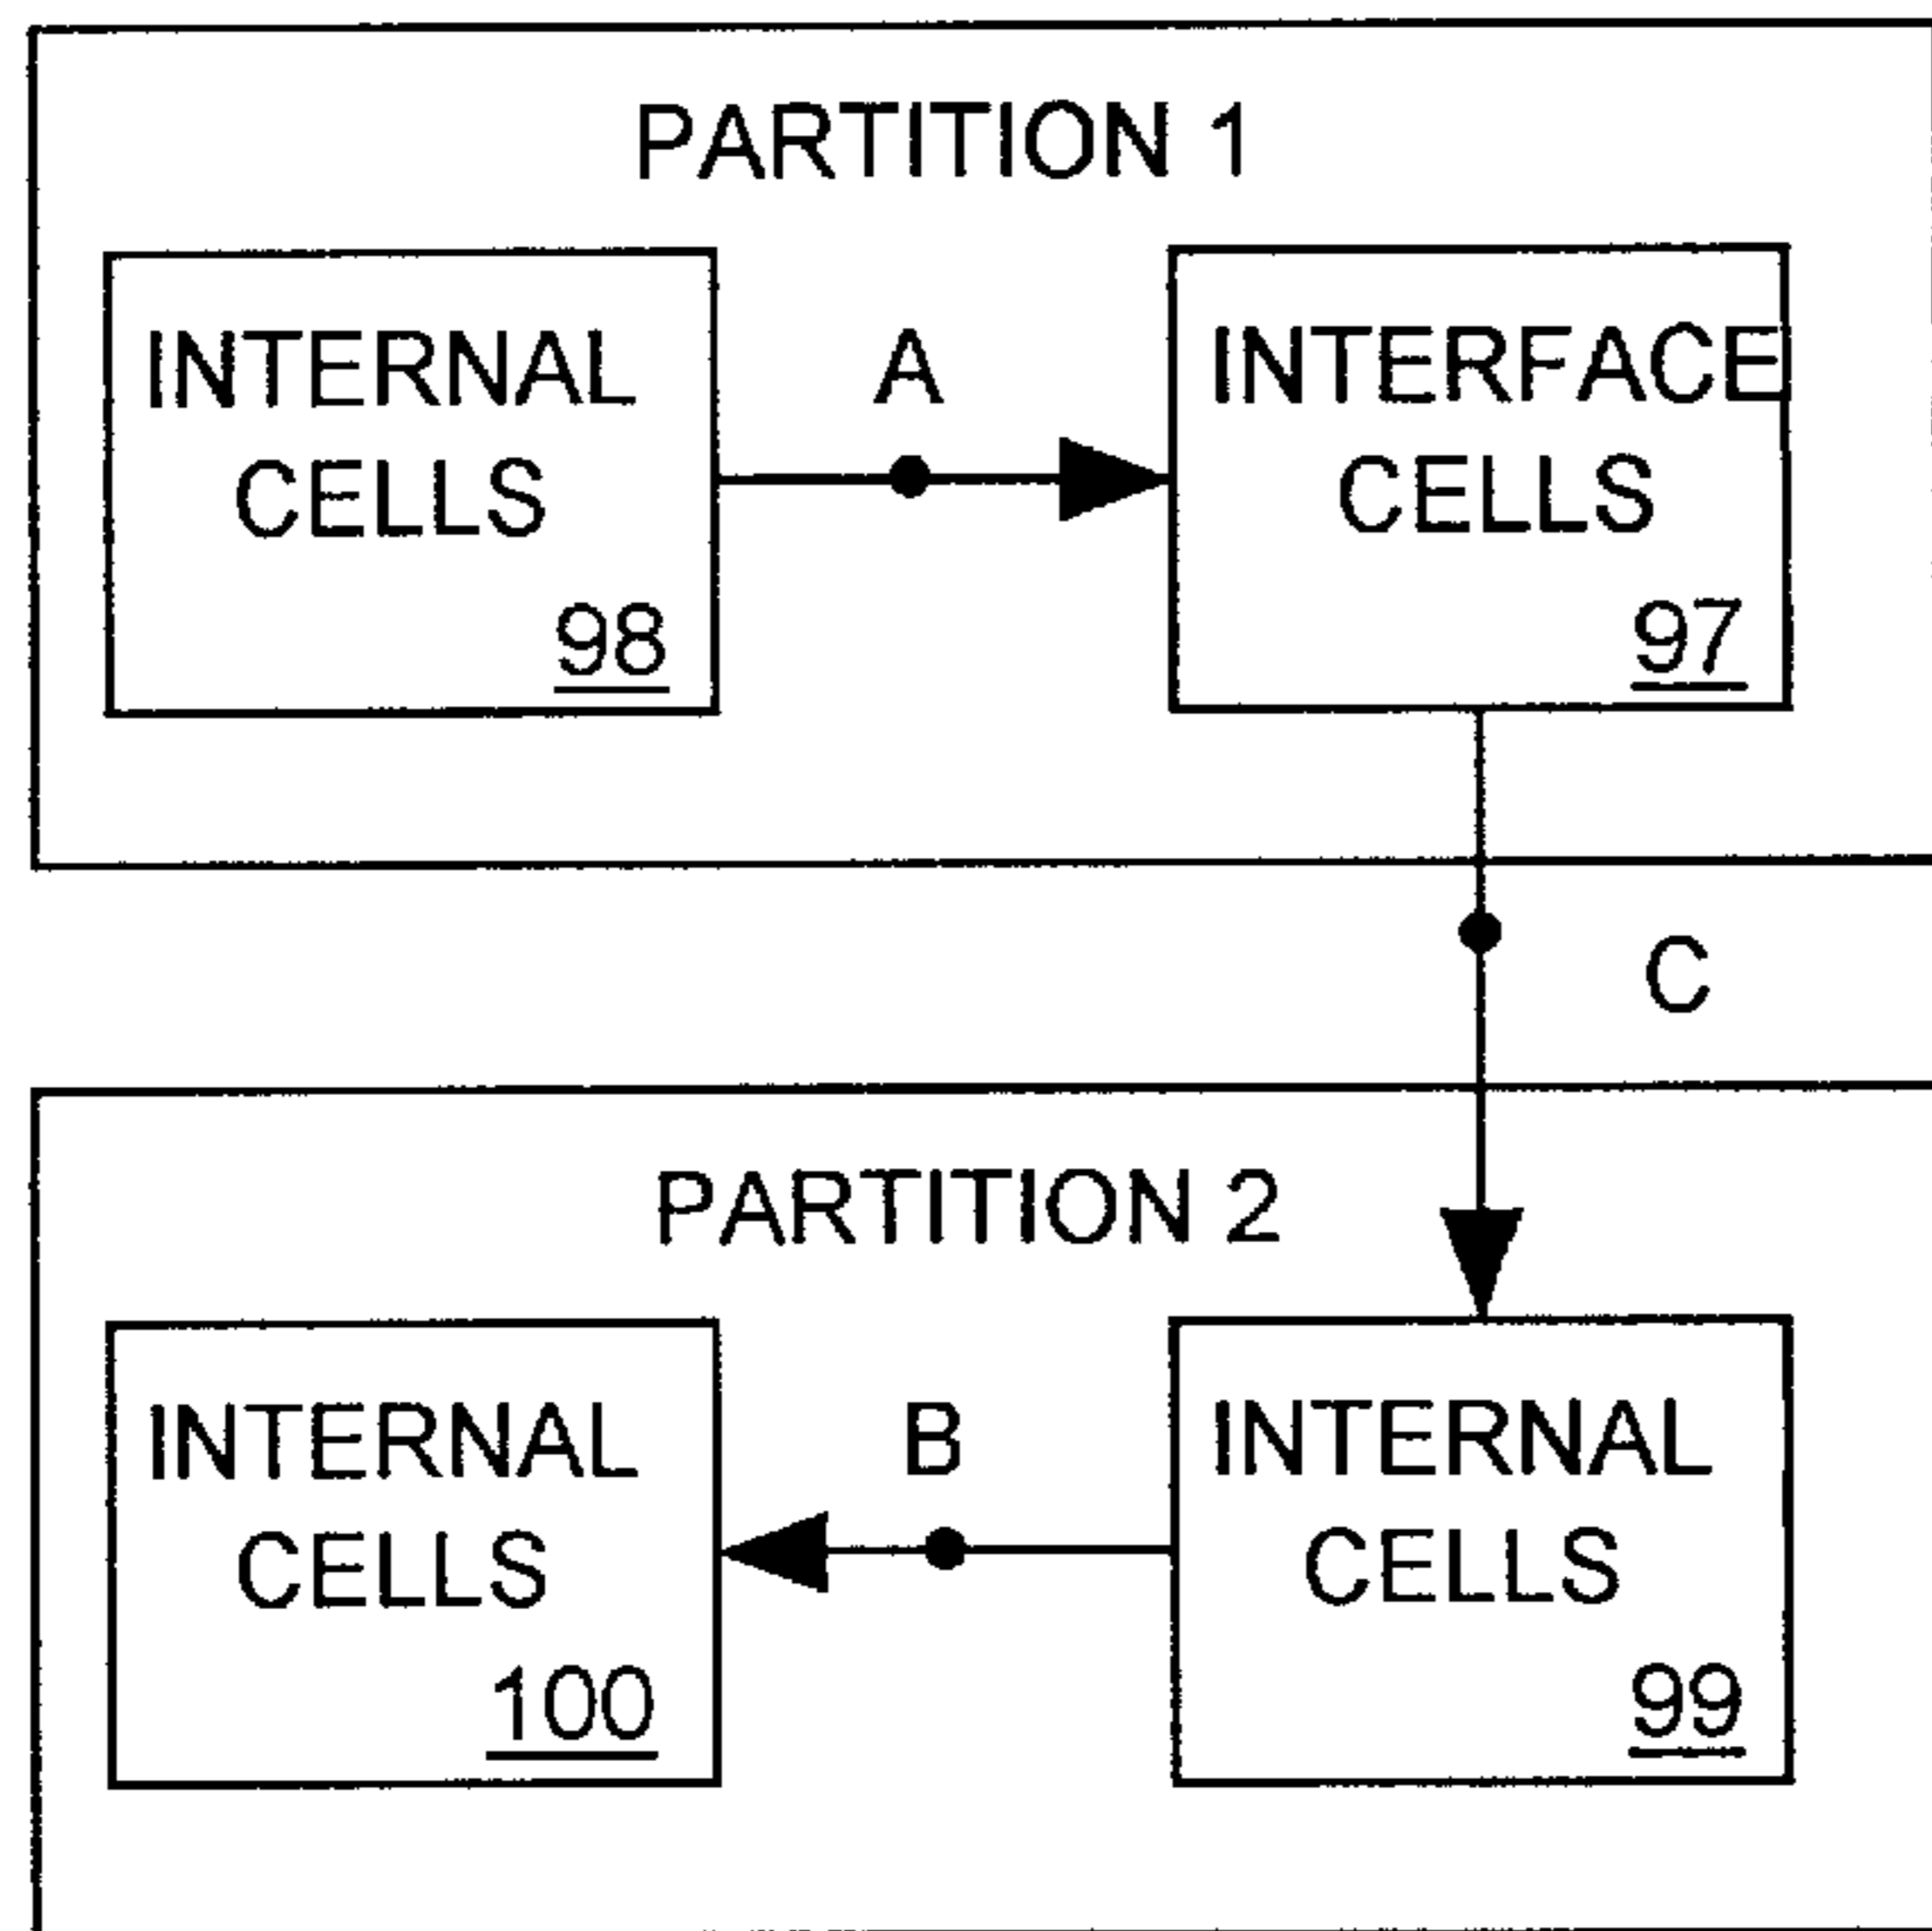 PARTITION 1
INTERNAL
CELLS
98
A
INTERFACE
CELLS
97
C
PARTITION 2
INTERNAL
CELLS
100
B
INTERNAL
CELLS
99